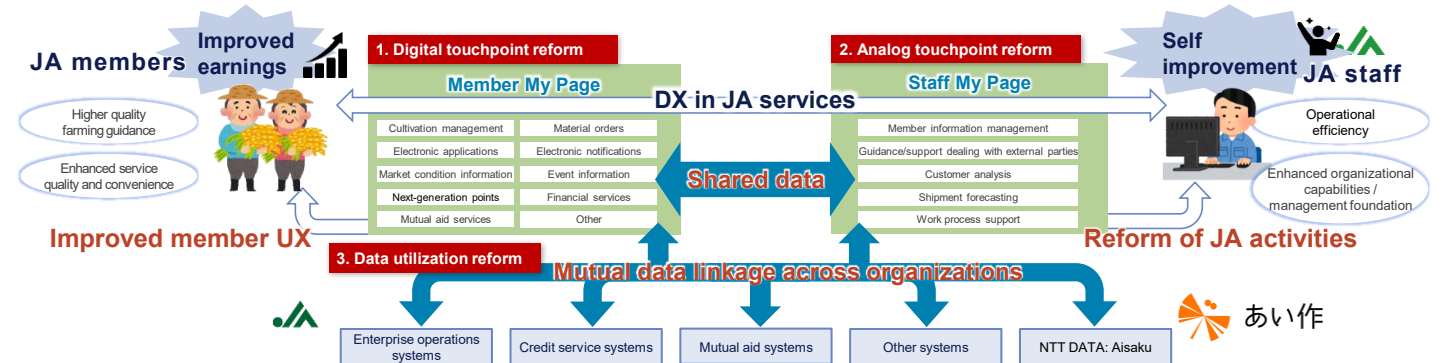 JA members
Improved
earnings
Higher quality
farming guidance
Enhanced service
quality and convenience
Improved member UX
1. Digital touchpoint reform
Member My Page
Cultivation management
Material orders
Electronic applications
Electronic notifications
Market condition information
Event information
Next-generation points
Financial services
Mutual aid services
Other
DX in JA services
Shared data
2. Analog touchpoint reform
Staff My Page
Member information management
Guidance/support dealing with external parties
Customer analysis
Shipment forecasting
Work process support
Self
improvement
JA staff
Operational
efficiency
Enhanced organizational
capabilities /
management foundation
Reform of JA activities
3. Data utilization reform
Mutual data linkage across organizations
Enterprise operations
systems
Credit service systems
Mutual aid systems
Other systems
NTT DATA: Aisaku
あい作